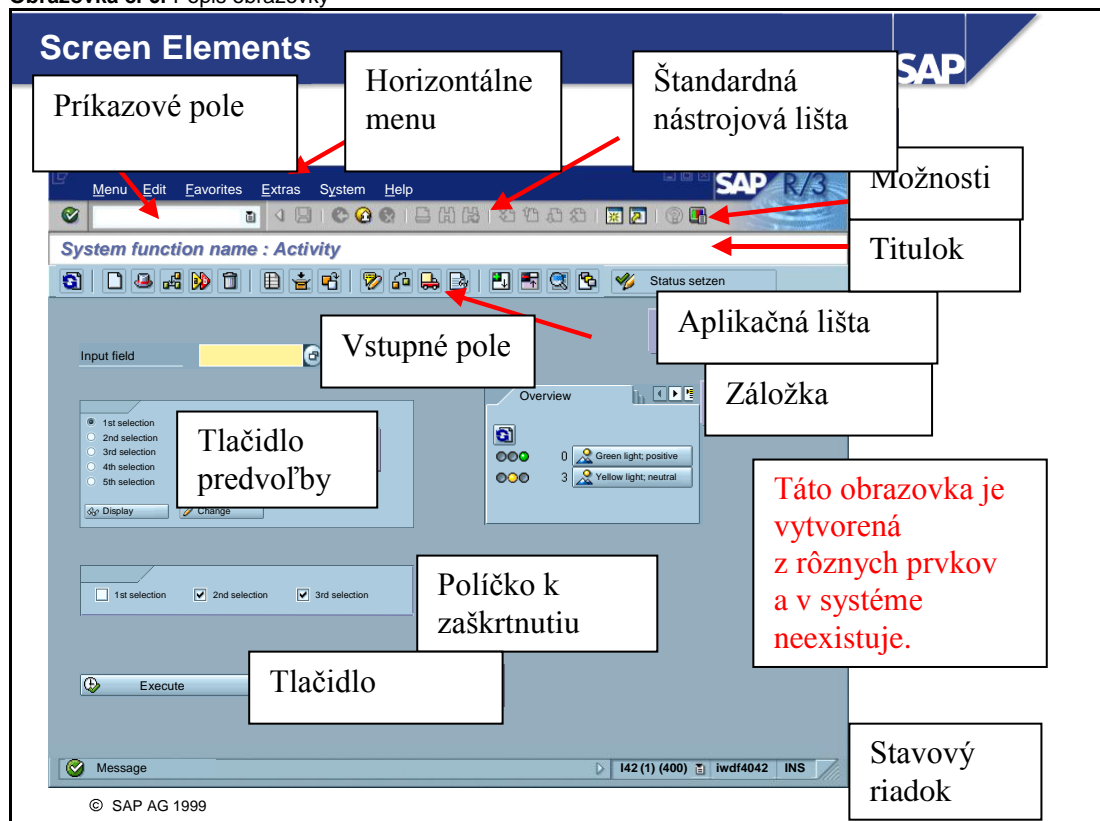 Screen Elements
SAP
Príkazové pole
Horizontálne
menu
Štandardná
nástrojová lišta
Možnosti
Menu Edit Favorites Extras System Help
SAP R/3
Titulok
System function name : Activity
Status setzen
Aplikačná lišta
Vstupné pole
Input field
Záložka
Overview
1st selection
2nd selection
3rd selection
4th selection
5th selection
Tlačidlo
predvoľby
0 Green light; positive
3 Yellow light; neutral
Display
Change
Táto obrazovka je
vytvorená
z rôznych prvkov
a v systéme
neexistuje.
1st selection 2nd selection 3rd selection
Políčko k
zaškrtnutiu
Execute
Tlačidlo
Message
I42 (1) (400) iwdf4042 INS
Stavový
riadok
© SAP AG 1999